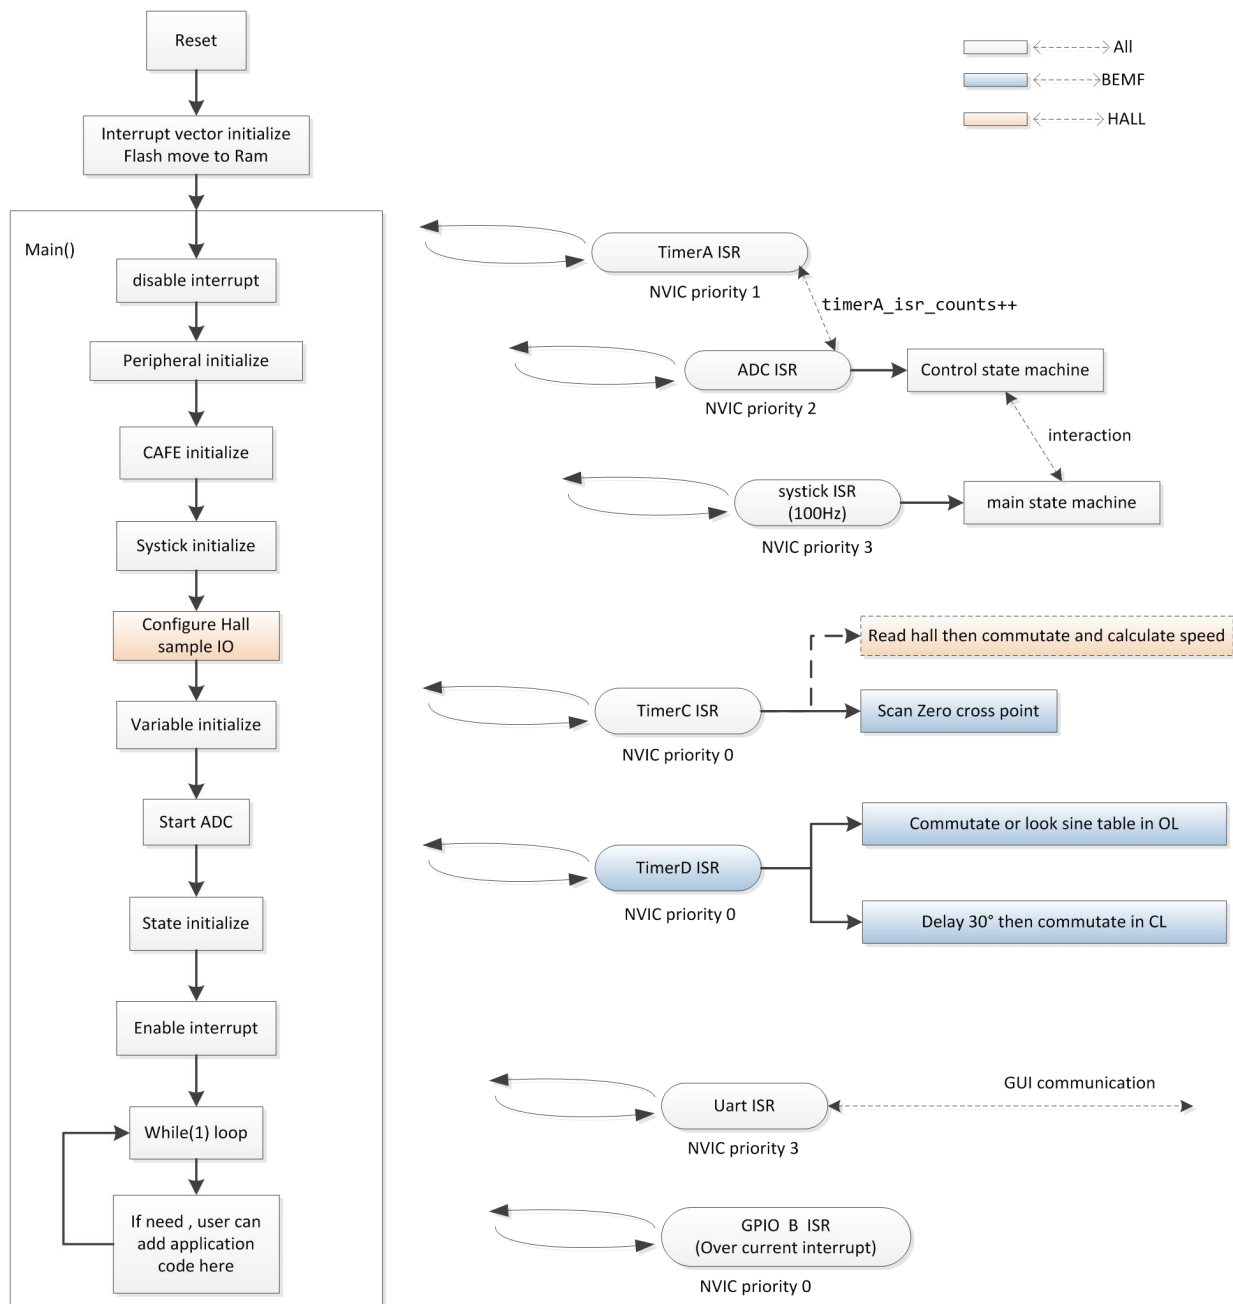 Reset
Interrupt vector initialize
Flash move to Ram
Main()
disable interrupt
Peripheral initialize
CAFE initialize
Systick initialize
Configure Hall
sample IO
Variable initialize
Start ADC
State initialize
Enable interrupt
While(1) loop
If need , user can
add application
code here
All
BEMF
HALL
TimerA ISR
NVIC priority 1
timerA_isr_counts++
ADC ISR
NVIC priority 2
Control state machine
interaction
systick ISR
(100Hz)
NVIC priority 3
main state machine
Read hall then commutate and calculate speed
TimerC ISR
NVIC priority 0
Scan Zero cross point
Commutate or look sine table in OL
TimerD ISR
NVIC priority 0
Delay 30° then commutate in CL
GUI communication
Uart ISR
NVIC priority 3
GPIO B ISR
(Over current interrupt)
NVIC priority 0